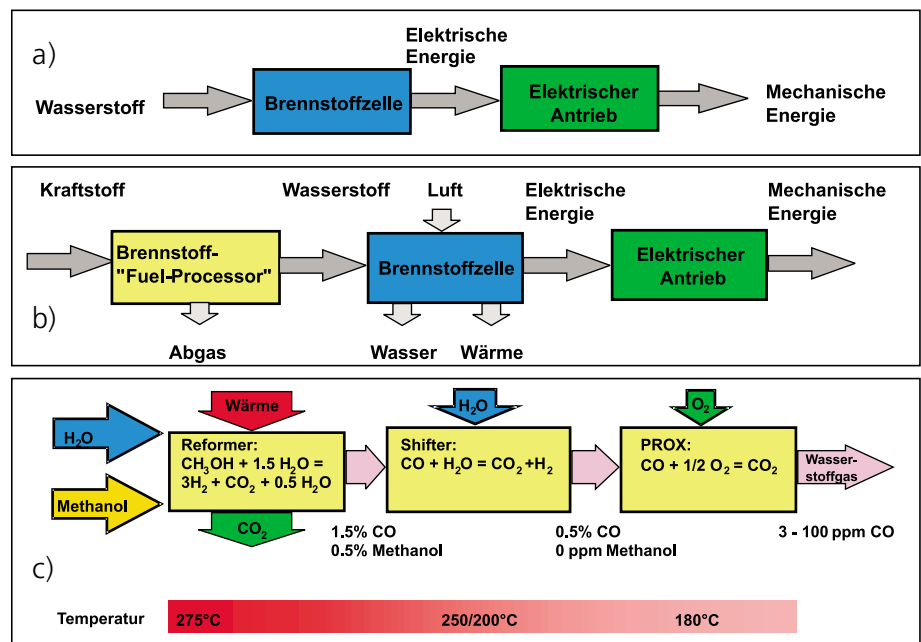 a)
Wasserstoff
Brennstoffzelle
Elektrische
Energie
Elektrischer
Antrieb
Mechanische
Energie
b)
Kraftstoff
Brennstoff-
"Fuel-Processor"
Abgas
Wasserstoff
Luft
Brennstoffzelle
Wasser
Wärme
Elektrische
Energie
Elektrischer
Antrieb
Mechanische
Energie
c)
H₂O
Methanol
Wärme
Reformer:
CH₃OH + 1.5 H₂O =
3H₂ + CO₂ + 0.5 H₂O
CO₂
1.5% CO
0.5% Methanol
H₂O
Shifter:
CO + H₂O = CO₂ +H₂
0.5% CO
0 ppm Methanol
O₂
PROX:
CO + 1/2 O₂ = CO₂
Wasser-
stoffgas
3 - 100 ppm CO
Temperatur
275°C
250/200°C
180°C